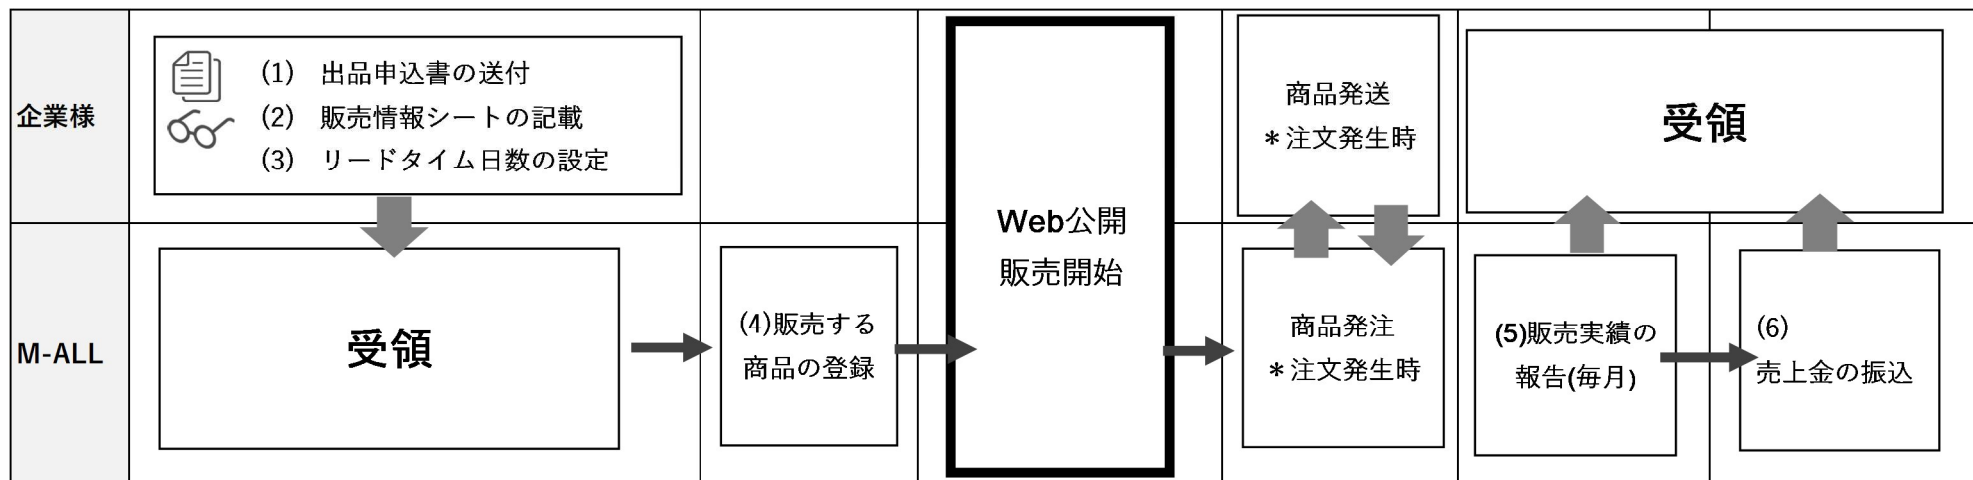 企業様
(1) 出品申込書の送付
(2) 販売情報シートの記載
(3) リードタイム日数の設定
商品発送
＊注文発生時
受領
M-ALL
受領
(4)販売する
商品の登録
Web公開
販売開始
商品発注
＊注文発生時
(5)販売実績の
報告(毎月)
(6)
売上金の振込